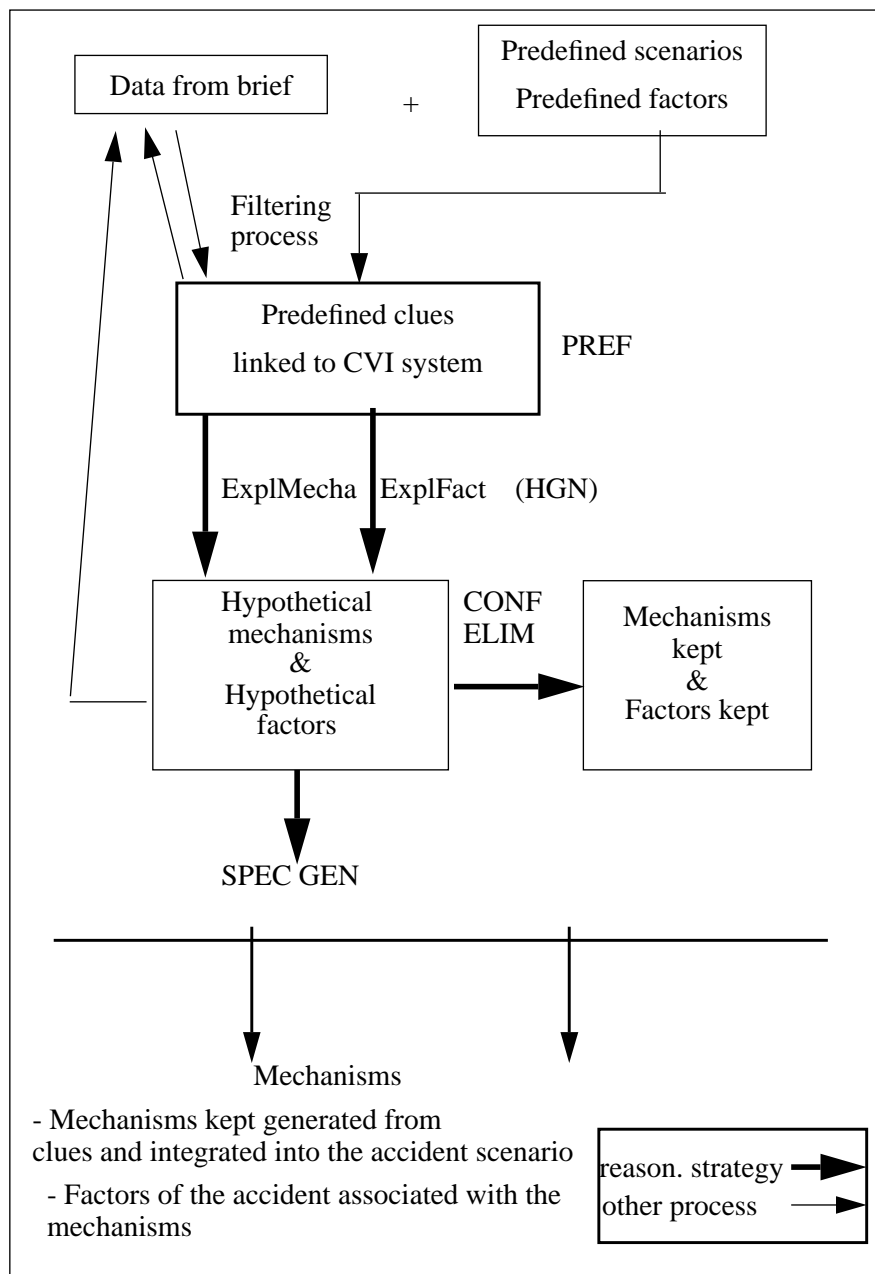 Data from brief
+
Predefined scenarios
Predefined factors
Filtering
process
Predefined clues
linked to CVI system
PREF
ExplMecha
ExplFact
(HGN)
Hypothetical
mechanisms
&
Hypothetical
factors
CONF
ELIM
Mechanisms
kept
&
Factors kept
SPEC GEN
Mechanisms
- Mechanisms kept generated from
clues and integrated into the accident scenario
- Factors of the accident associated with the
mechanisms
reason. strategy
other process